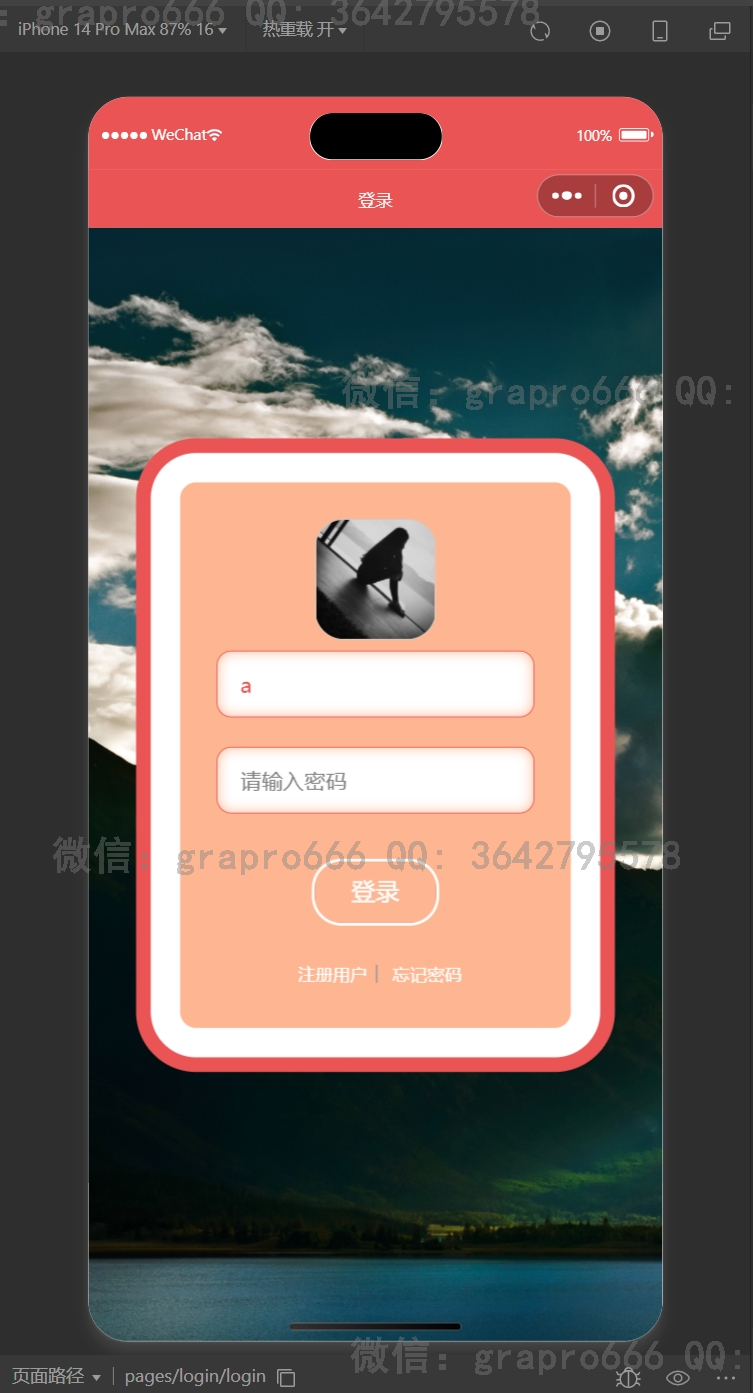 : grapro666 QQ: 3642795578
iPhone 14 Pro Max 87% 16 热重载 开
WeChat 100%
登录
微信: grapro666 QQ:
a
请输入密码
微信: grapro666 QQ: 3642795578
登录
注册用户 忘记密码
微信: grapro666 QQ:
页面路径 pages/login/login